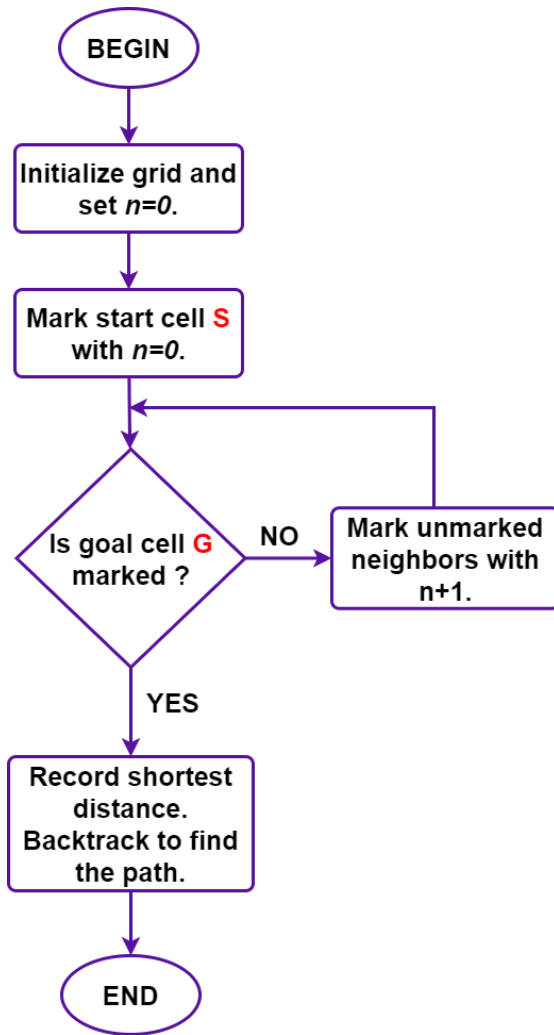 BEGIN
Initialize grid and
set n=0.
Mark start cell S
with n=0.
Is goal cell G
marked ?
NO
Mark unmarked
neighbors with
n+1.
YES
Record shortest
distance.
Backtrack to find
the path.
END